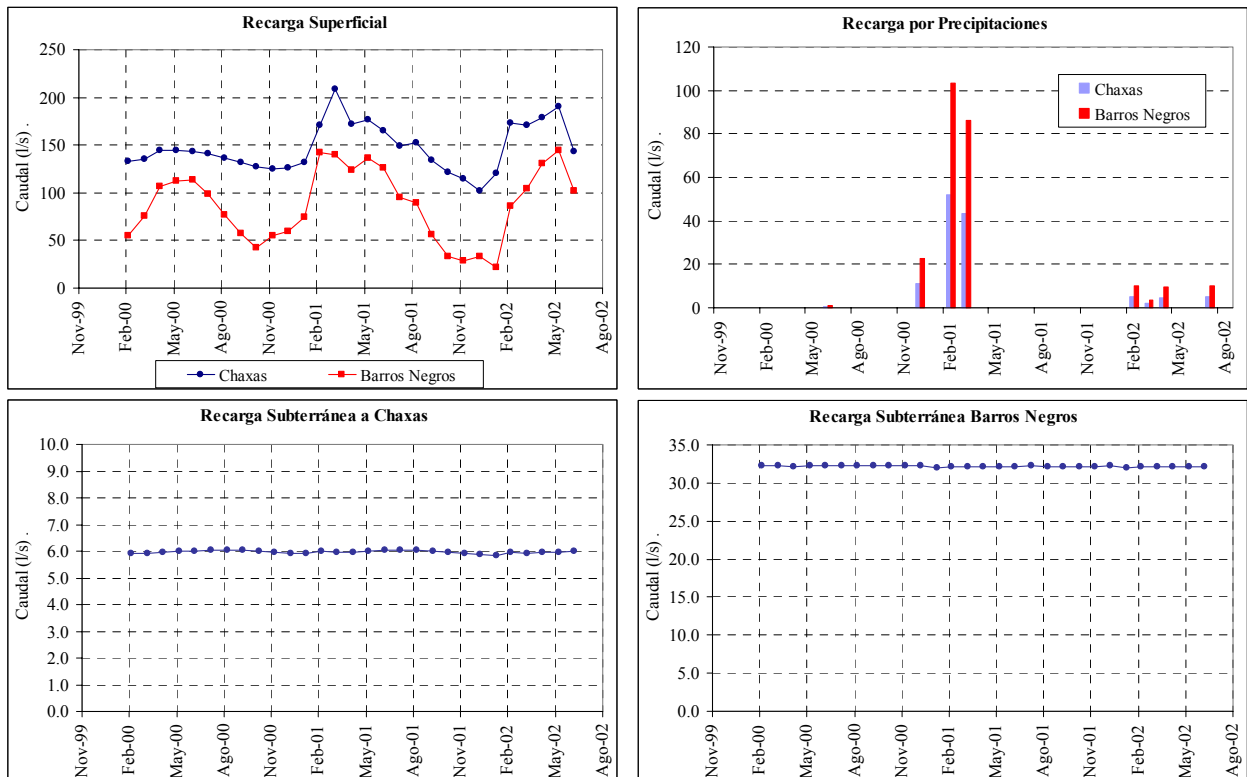 Recarga Superficial
Caudal (l/s) .
250
200
150
100
50
0
Nov-99
Feb-00
May-00
Ago-00
Nov-00
Feb-01
May-01
Ago-01
Nov-01
Feb-02
May-02
Ago-02
Chaxas
Barros Negros
Recarga por Precipitaciones
Caudal (l/s) .
120
100
80
60
40
20
0
Chaxas
Barros Negros
Nov-99
Feb-00
May-00
Ago-00
Nov-00
Feb-01
May-01
Ago-01
Nov-01
Feb-02
May-02
Ago-02
Recarga Subterránea a Chaxas
Caudal (l/s) .
10.0
9.0
8.0
7.0
6.0
5.0
4.0
3.0
2.0
1.0
0.0
Nov-99
Feb-00
May-00
Ago-00
Nov-00
Feb-01
May-01
Ago-01
Nov-01
Feb-02
May-02
Ago-02
Recarga Subterránea Barros Negros
Caudal (l/s) .
35.0
30.0
25.0
20.0
15.0
10.0
5.0
0.0
Nov-99
Feb-00
May-00
Ago-00
Nov-00
Feb-01
May-01
Ago-01
Nov-01
Feb-02
May-02
Ago-02